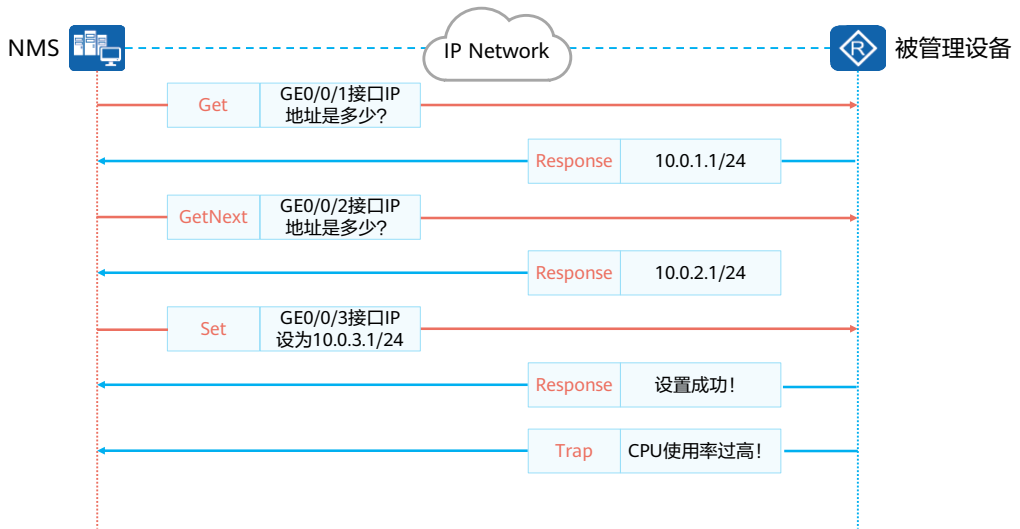 NMS
IP Network
R
被管理设备
Get
GE0/0/1接口IP
地址是多少?
Response
10.0.1.1/24
GetNext
GE0/0/2接口IP
地址是多少?
Response
10.0.2.1/24
Set
GE0/0/3接口IP
设为10.0.3.1/24
Response
设置成功！
Trap
CPU使用率过高！